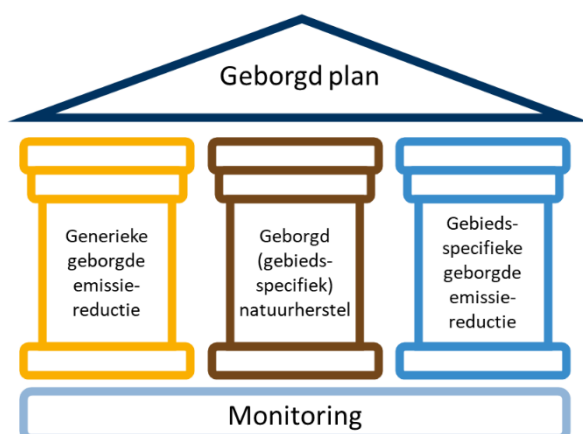 Geborgd plan
Generieke
geborgde
emissie-
reductie
Geborgd
(gebieds-
specifiek)
natuurherstel
Gebieds-
specifieke
geborgde
emissie-
reductie
Monitoring